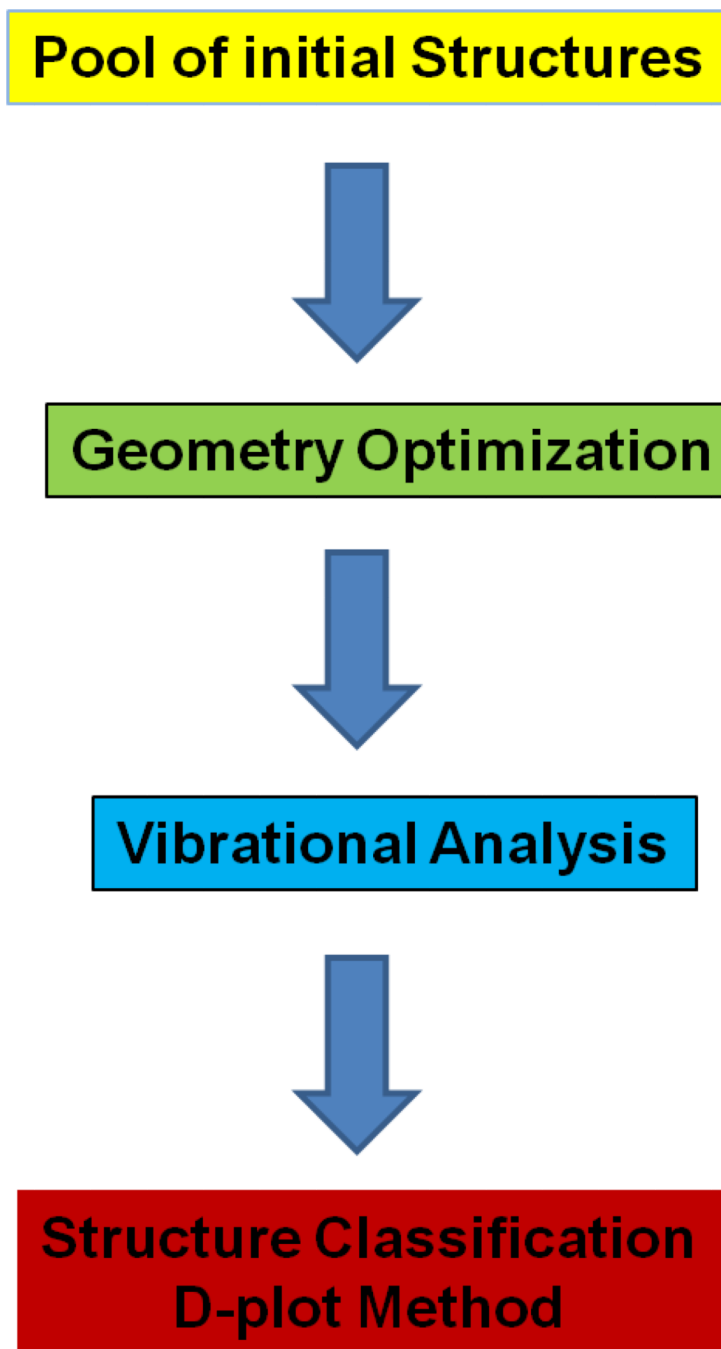 Pool of initial Structures
Geometry Optimization
Vibrational Analysis
Structure Classification
D-plot Method